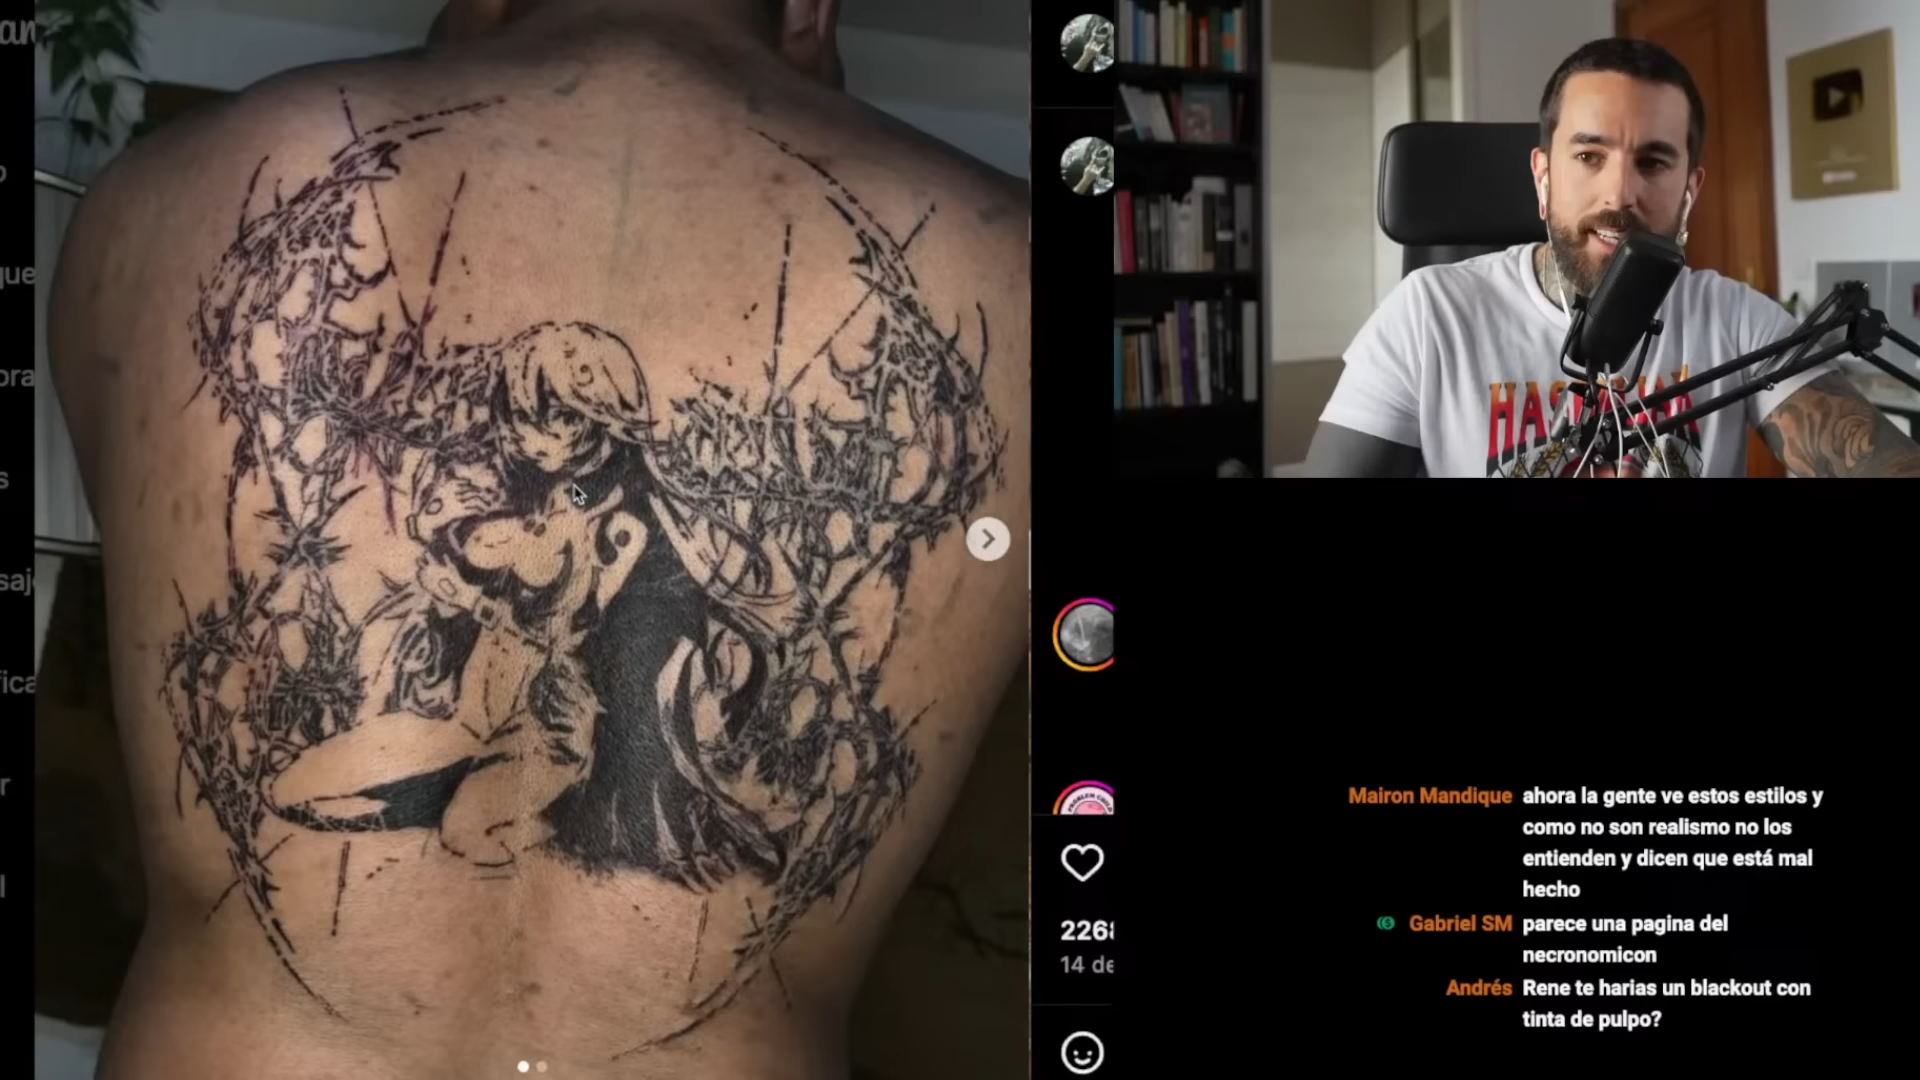 2268
14 de
Mairon Mandique ahora la gente ve estos estilos y
como no son realismo no los
entienden y dicen que está mal
hecho
Gabriel SM parece una pagina del
necronomicon
Andrés Rene te harias un blackout con
tinta de pulpo?